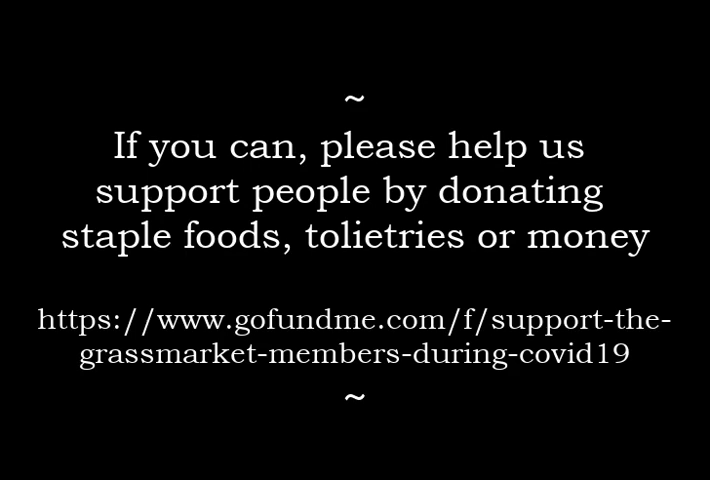 ~
If you can, please help us
support people by donating
staple foods, tolietries or money
https://www.gofundme.com/f/support-the-
grassmarket-members-during-covid19
~